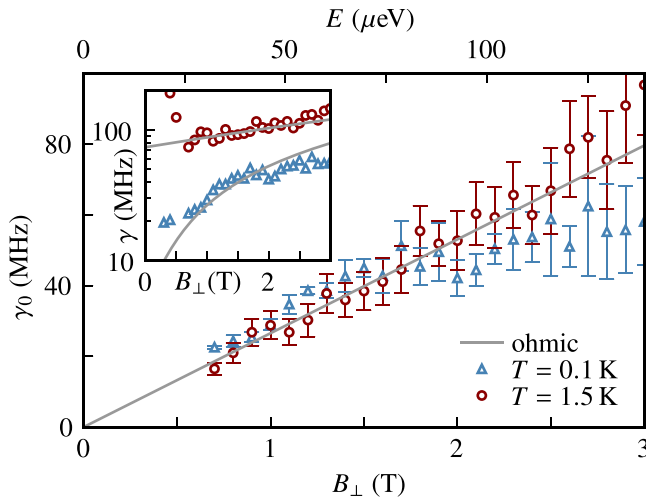 E (μeV)
0 50 100
80
40
0
γ₀ (MHz)
100
10
γ (MHz)
0 2
B⊥(T)
ohmic
T = 0.1 K
T = 1.5 K
0 1 2 3
B⊥ (T)